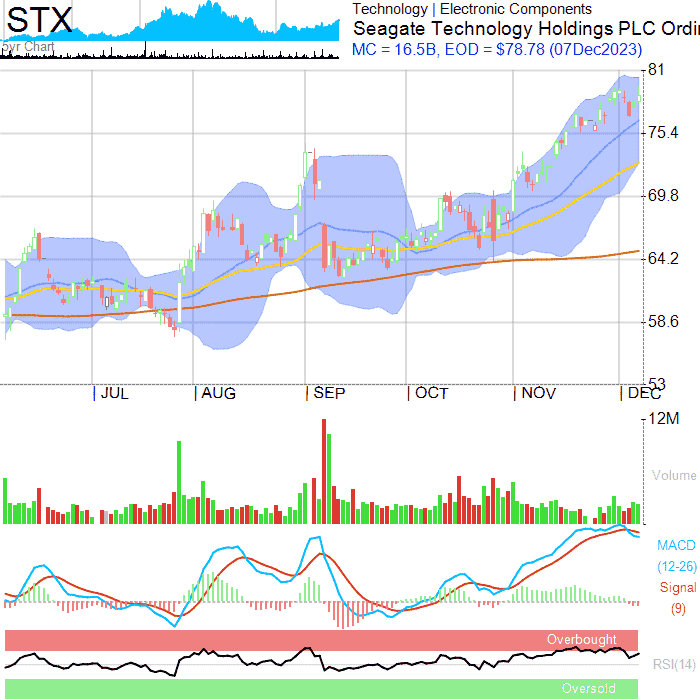 STX
5yr Chart
Technology | Electronic Components
Seagate Technology Holdings PLC Ordi
MC = 16.5B, EOD = $78.78 (07Dec2023)
81
75.4
69.8
64.2
58.6
53
JUL
AUG
SEP
OCT
NOV
DEC
12M
Volume
MACD
(12-26)
Signal
(9)
Overbought
RSI(14)
Oversold